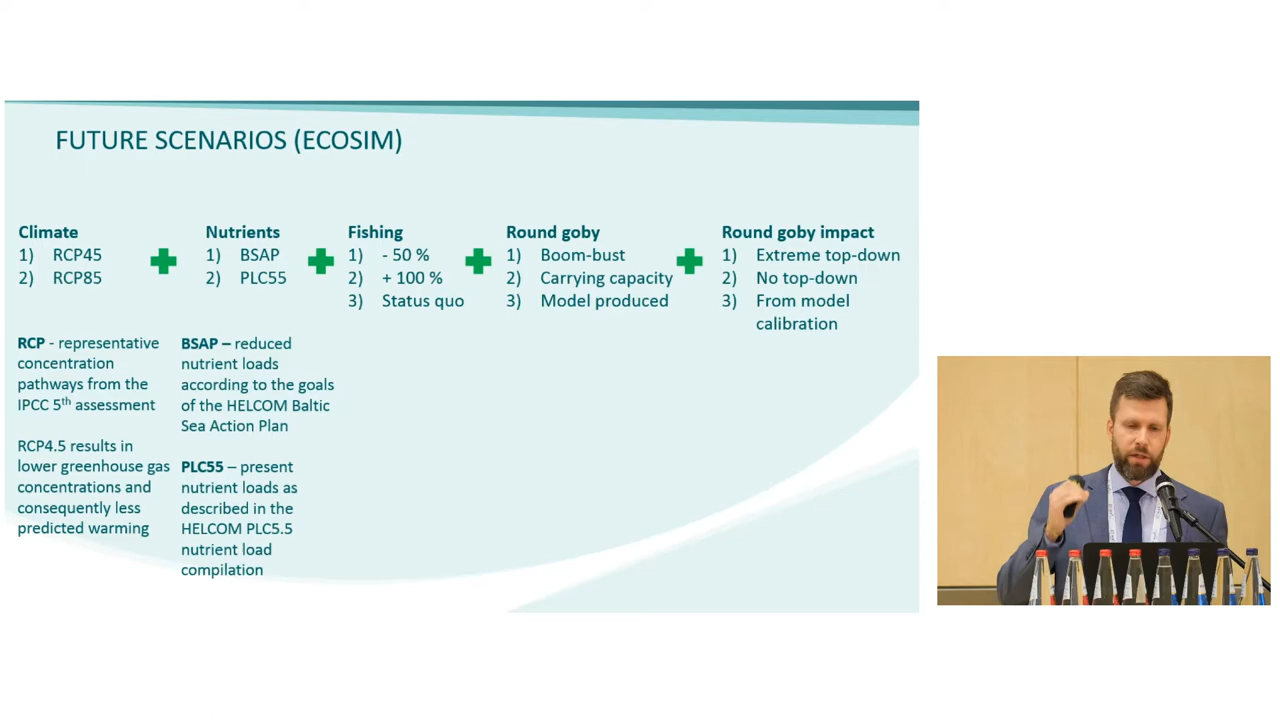 FUTURE SCENARIOS (ECOSIM)
Climate
1) RCP45
2) RCP85
Nutrients
1) BSAP
2) PLC55
Fishing
1) - 50 %
2) + 100 %
3) Status quo
Round goby
1) Boom-bust
2) Carrying capacity
3) Model produced
Round goby impact
1) Extreme top-down
2) No top-down
3) From model
calibration
RCP - representative
concentration
pathways from the
IPCC 5th assessment
RCP4.5 results in
lower greenhouse gas
concentrations and
consequently less
predicted warming
BSAP – reduced
nutrient loads
according to the goals
of the HELCOM Baltic
Sea Action Plan
PLC55 – present
nutrient loads as
described in the
HELCOM PLC5.5
nutrient load
compilation